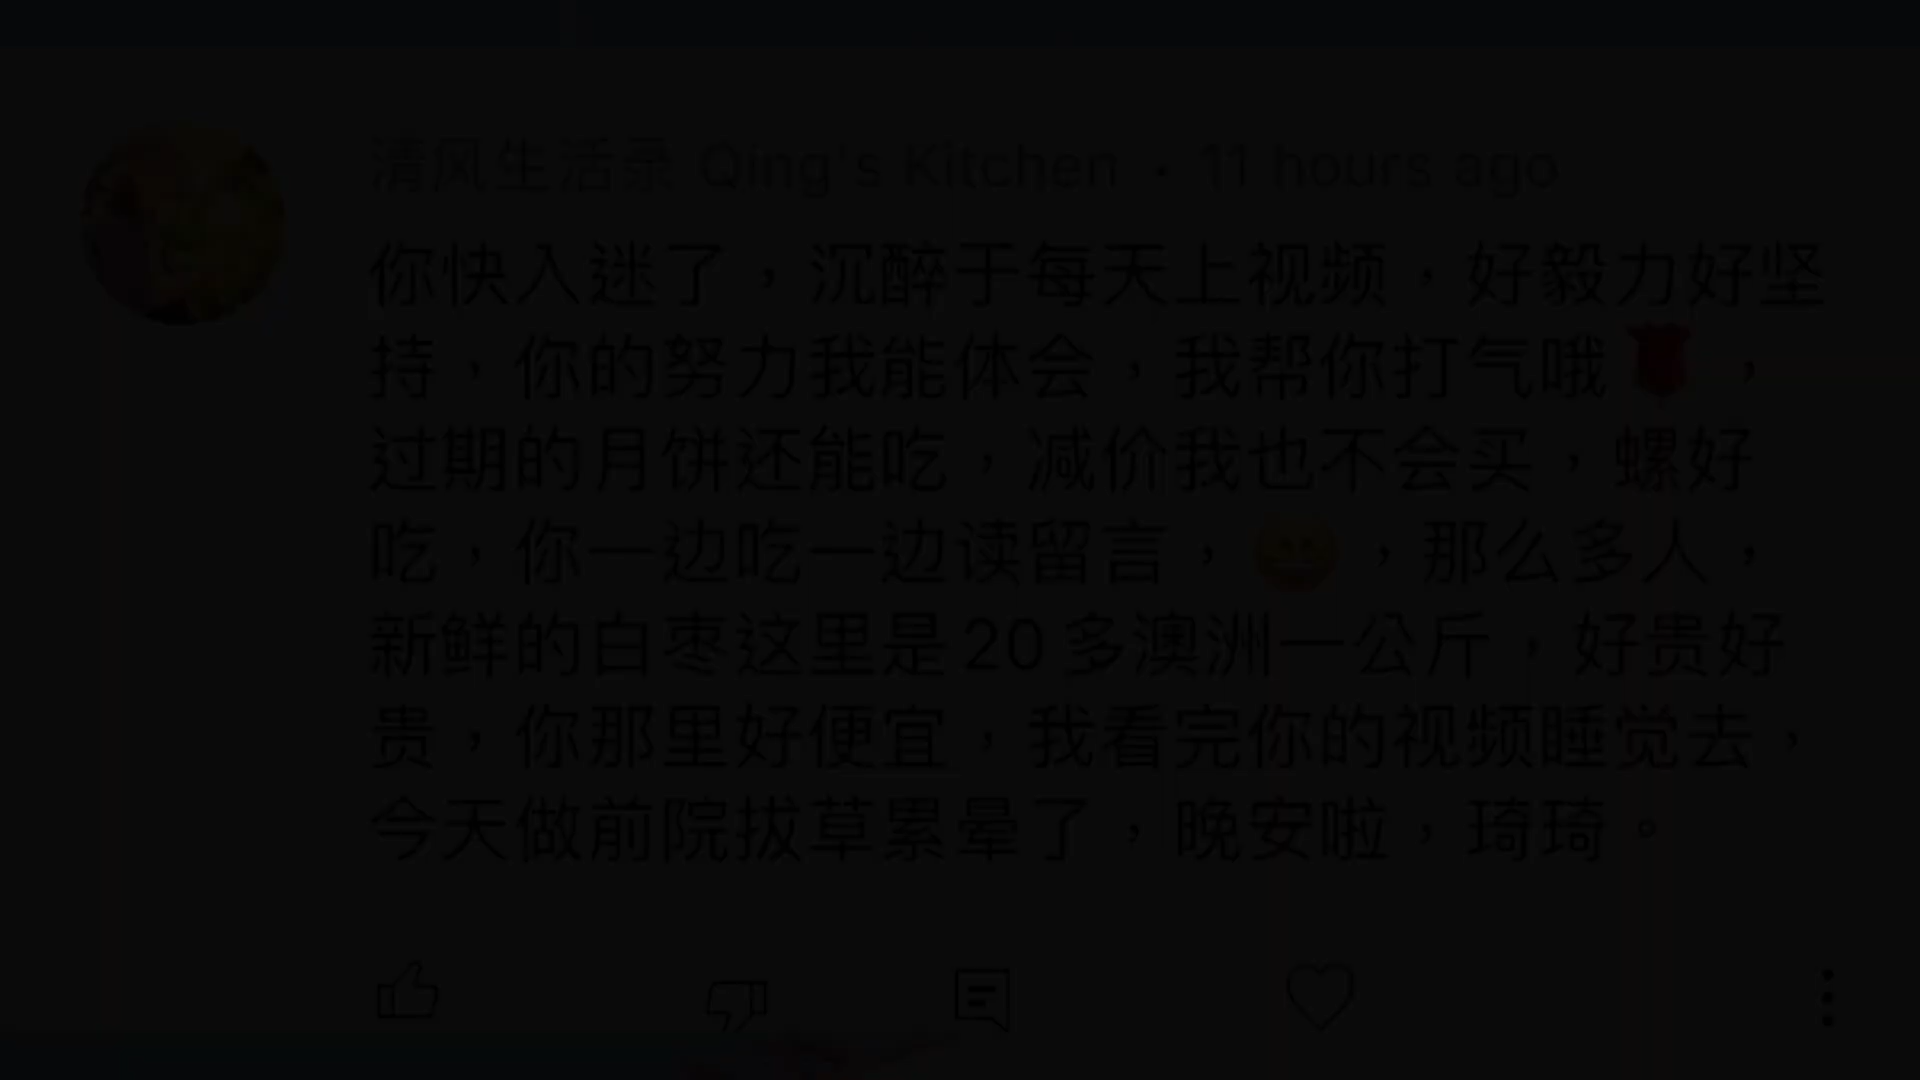 清风生活录 Qing's Kitchen · 11 hours ago
你快入迷了，沉醉于每天上视频，好毅力好坚
持，你的努力我能体会，我帮你打气哦🌹，
过期的月饼还能吃，减价我也不会买，螺好
吃，你一边吃一边读留言，😄，那么多人，
新鲜的白枣这里是20多澳洲一公斤，好贵好
贵，你那里好便宜，我看完你的视频睡觉去，
今天做前院拔草累晕了，晚安啦，琦琦。